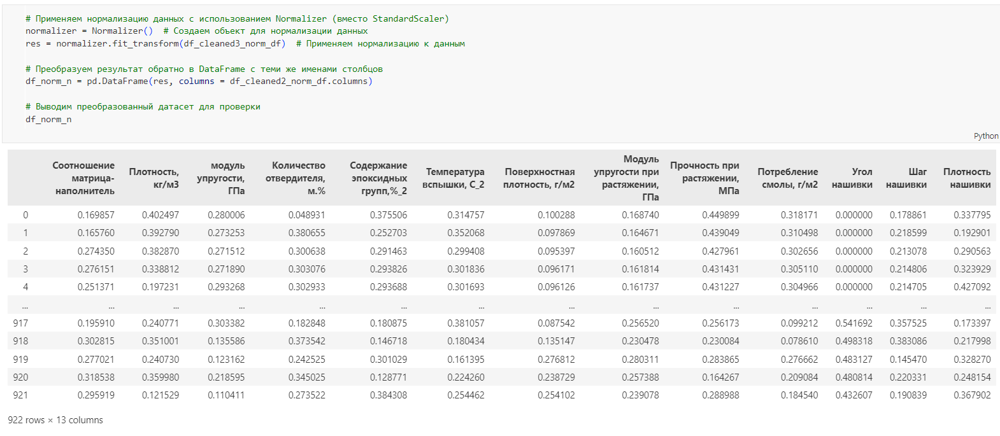 # Применяем нормализацию данных с использованием Normalizer (вместо StandardScaler)
normalizer = Normalizer()  # Создаем объект для нормализации данных
res = normalizer.fit_transform(df_cleaned3_norm_df)  # Применяем нормализацию к данным
# Преобразуем результат обратно в DataFrame с теми же именами столбцов
df_norm_n = pd.DataFrame(res, columns = df_cleaned2_norm_df.columns)
# Выводим преобразованный датасет для проверки
df_norm_n
Python
Соотношение матрица-наполнитель Плотность, кг/м3 модуль упругости, ГПа Количество отвердителя, м.% Содержание эпоксидных групп,%_2 Температура вспышки, С_2 Поверхностная плотность, г/м2 Модуль упругости при растяжении, ГПа Прочность при растяжении, МПа Потребление смолы, г/м2 Угол нашивки Шаг нашивки Плотность нашивки
0 0.169857 0.402497 0.280006 0.048931 0.375506 0.314757 0.100288 0.168740 0.449899 0.318171 0.000000 0.178861 0.337795
1 0.165760 0.392790 0.273253 0.380655 0.252703 0.352068 0.097869 0.164671 0.439049 0.310498 0.000000 0.218599 0.192901
2 0.274350 0.382870 0.271512 0.300638 0.291463 0.299408 0.095397 0.160512 0.427961 0.302656 0.000000 0.213078 0.290563
3 0.276151 0.338812 0.271890 0.303076 0.293826 0.301836 0.096171 0.161814 0.431431 0.305110 0.000000 0.214806 0.323929
4 0.251371 0.197231 0.293268 0.302933 0.293688 0.301693 0.096126 0.161737 0.431227 0.304966 0.000000 0.214705 0.427092
... ... ... ... ... ... ... ... ... ... ... ... ... ...
917 0.195910 0.240771 0.303382 0.182848 0.180875 0.381057 0.087542 0.256520 0.256173 0.099212 0.541692 0.357525 0.173397
918 0.302815 0.351001 0.135586 0.373542 0.146718 0.180434 0.135147 0.230478 0.230084 0.078610 0.498318 0.383086 0.217998
919 0.277021 0.240730 0.123162 0.242525 0.301029 0.161395 0.276812 0.280311 0.283865 0.276662 0.483127 0.145470 0.328270
920 0.318538 0.359980 0.218595 0.345025 0.128771 0.224260 0.238729 0.257388 0.164267 0.209084 0.480814 0.220331 0.248154
921 0.295919 0.121529 0.110411 0.273522 0.384308 0.254462 0.254102 0.239078 0.288988 0.184540 0.432607 0.190839 0.367902
922 rows × 13 columns